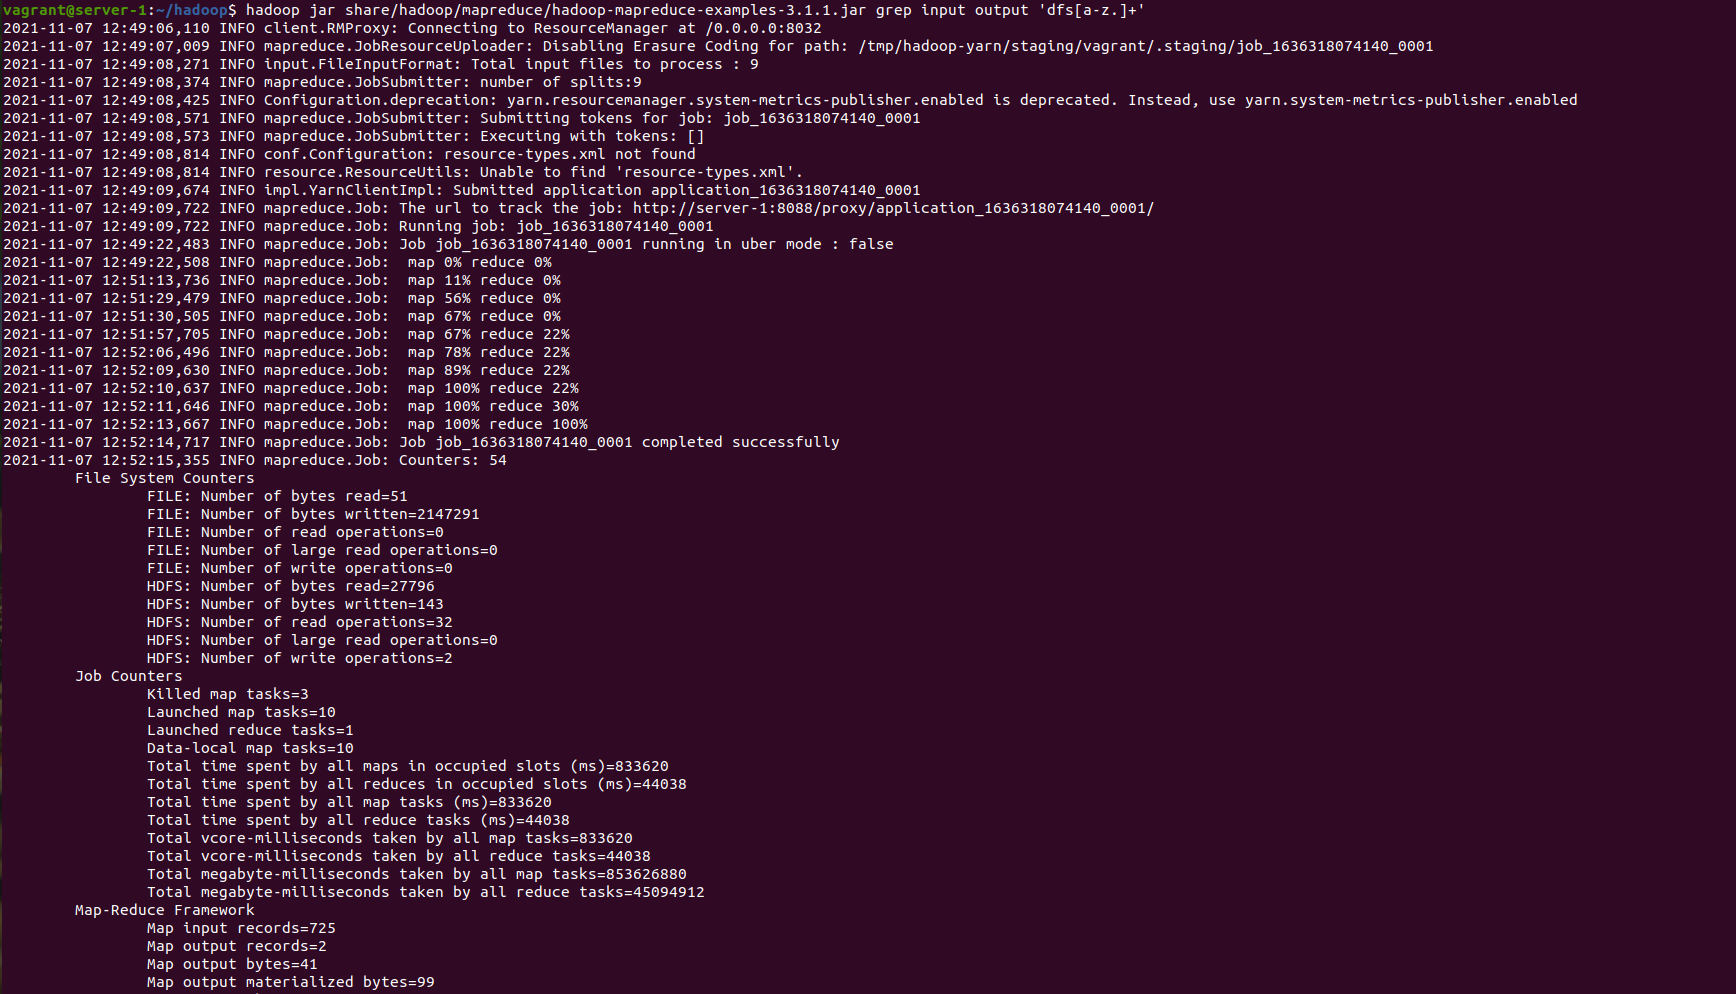 vagrant@server-1:~/hadoop$ hadoop jar share/hadoop/mapreduce/hadoop-mapreduce-examples-3.1.1.jar grep input output 'dfs[a-z.]+'
2021-11-07 12:49:06,110 INFO client.RMProxy: Connecting to ResourceManager at /0.0.0.0:8032
2021-11-07 12:49:07,009 INFO mapreduce.JobResourceUploader: Disabling Erasure Coding for path: /tmp/hadoop-yarn/staging/vagrant/.staging/job_1636318074140_0001
2021-11-07 12:49:08,271 INFO input.FileInputFormat: Total input files to process : 9
2021-11-07 12:49:08,374 INFO mapreduce.JobSubmitter: number of splits:9
2021-11-07 12:49:08,425 INFO Configuration.deprecation: yarn.resourcemanager.system-metrics-publisher.enabled is deprecated. Instead, use yarn.system-metrics-publisher.enabled
2021-11-07 12:49:08,571 INFO mapreduce.JobSubmitter: Submitting tokens for job: job_1636318074140_0001
2021-11-07 12:49:08,573 INFO mapreduce.JobSubmitter: Executing with tokens: []
2021-11-07 12:49:08,814 INFO conf.Configuration: resource-types.xml not found
2021-11-07 12:49:08,814 INFO resource.ResourceUtils: Unable to find 'resource-types.xml'.
2021-11-07 12:49:09,674 INFO impl.YarnClientImpl: Submitted application application_1636318074140_0001
2021-11-07 12:49:09,722 INFO mapreduce.Job: The url to track the job: http://server-1:8088/proxy/application_1636318074140_0001/
2021-11-07 12:49:09,722 INFO mapreduce.Job: Running job: job_1636318074140_0001
2021-11-07 12:49:22,483 INFO mapreduce.Job: Job job_1636318074140_0001 running in uber mode : false
2021-11-07 12:49:22,508 INFO mapreduce.Job:  map 0% reduce 0%
2021-11-07 12:51:13,736 INFO mapreduce.Job:  map 11% reduce 0%
2021-11-07 12:51:29,479 INFO mapreduce.Job:  map 56% reduce 0%
2021-11-07 12:51:30,505 INFO mapreduce.Job:  map 67% reduce 0%
2021-11-07 12:51:57,705 INFO mapreduce.Job:  map 67% reduce 22%
2021-11-07 12:52:06,496 INFO mapreduce.Job:  map 78% reduce 22%
2021-11-07 12:52:09,630 INFO mapreduce.Job:  map 89% reduce 22%
2021-11-07 12:52:10,637 INFO mapreduce.Job:  map 100% reduce 22%
2021-11-07 12:52:11,646 INFO mapreduce.Job:  map 100% reduce 30%
2021-11-07 12:52:13,667 INFO mapreduce.Job:  map 100% reduce 100%
2021-11-07 12:52:14,717 INFO mapreduce.Job: Job job_1636318074140_0001 completed successfully
2021-11-07 12:52:15,355 INFO mapreduce.Job: Counters: 54
File System Counters
FILE: Number of bytes read=51
FILE: Number of bytes written=2147291
FILE: Number of read operations=0
FILE: Number of large read operations=0
FILE: Number of write operations=0
HDFS: Number of bytes read=27796
HDFS: Number of bytes written=143
HDFS: Number of read operations=32
HDFS: Number of large read operations=0
HDFS: Number of write operations=2
Job Counters
Killed map tasks=3
Launched map tasks=10
Launched reduce tasks=1
Data-local map tasks=10
Total time spent by all maps in occupied slots (ms)=833620
Total time spent by all reduces in occupied slots (ms)=44038
Total time spent by all map tasks (ms)=833620
Total time spent by all reduce tasks (ms)=44038
Total vcore-milliseconds taken by all map tasks=833620
Total vcore-milliseconds taken by all reduce tasks=44038
Total megabyte-milliseconds taken by all map tasks=853626880
Total megabyte-milliseconds taken by all reduce tasks=45094912
Map-Reduce Framework
Map input records=725
Map output records=2
Map output bytes=41
Map output materialized bytes=99